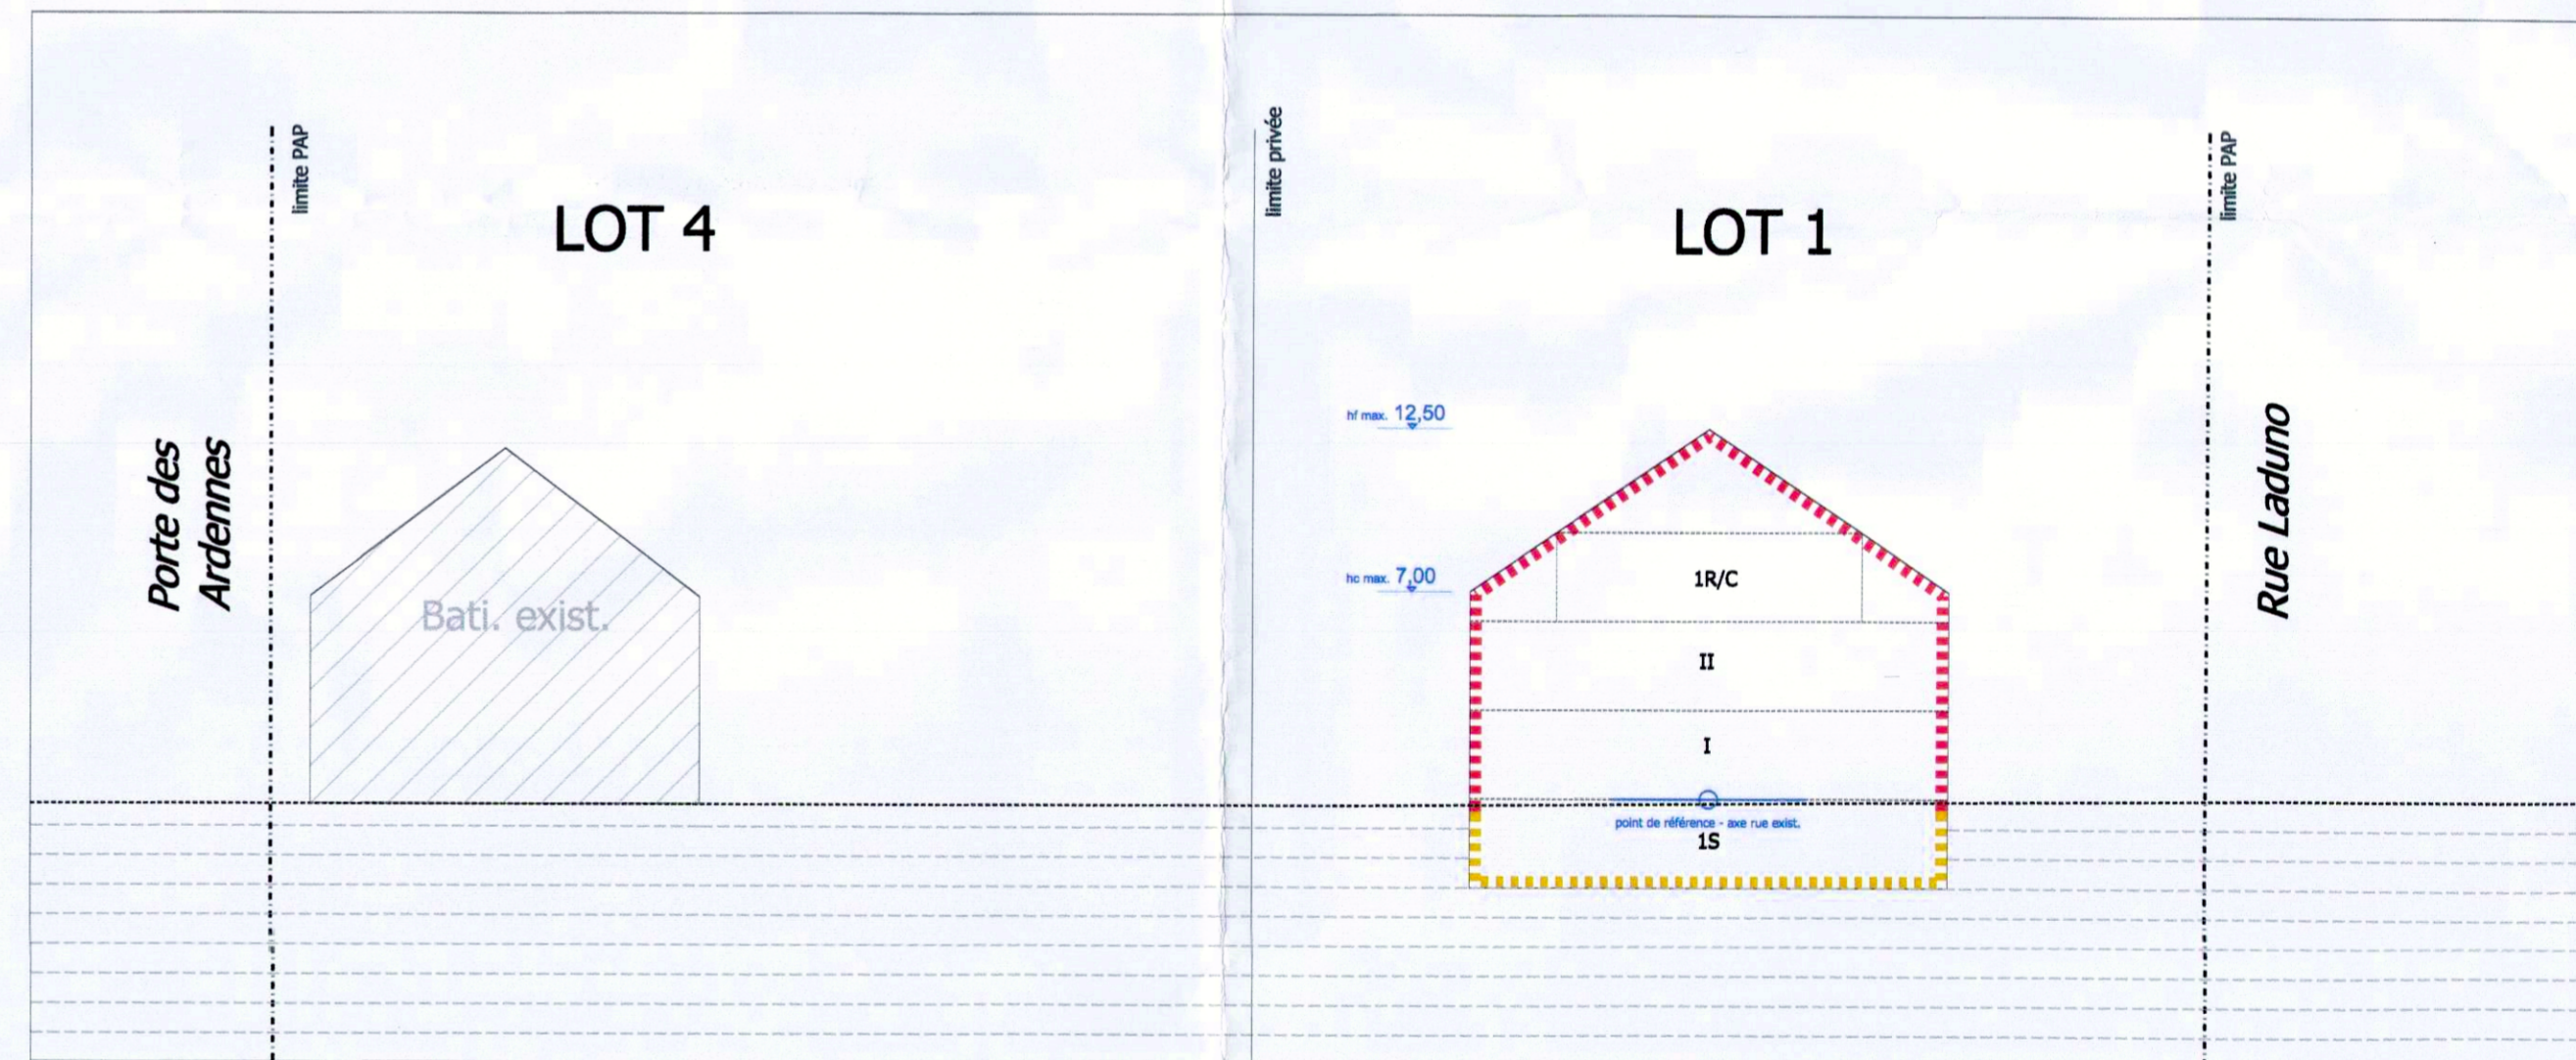 limite PAP
LOT 4
Porte des
Ardennes
Bati. exist.
limite privée
LOT 1
limite PAP
hf max. 12,50
hc max. 7,00
1R/C
II
I
point de référence - axe rue exist.
1S
Rue Laduno